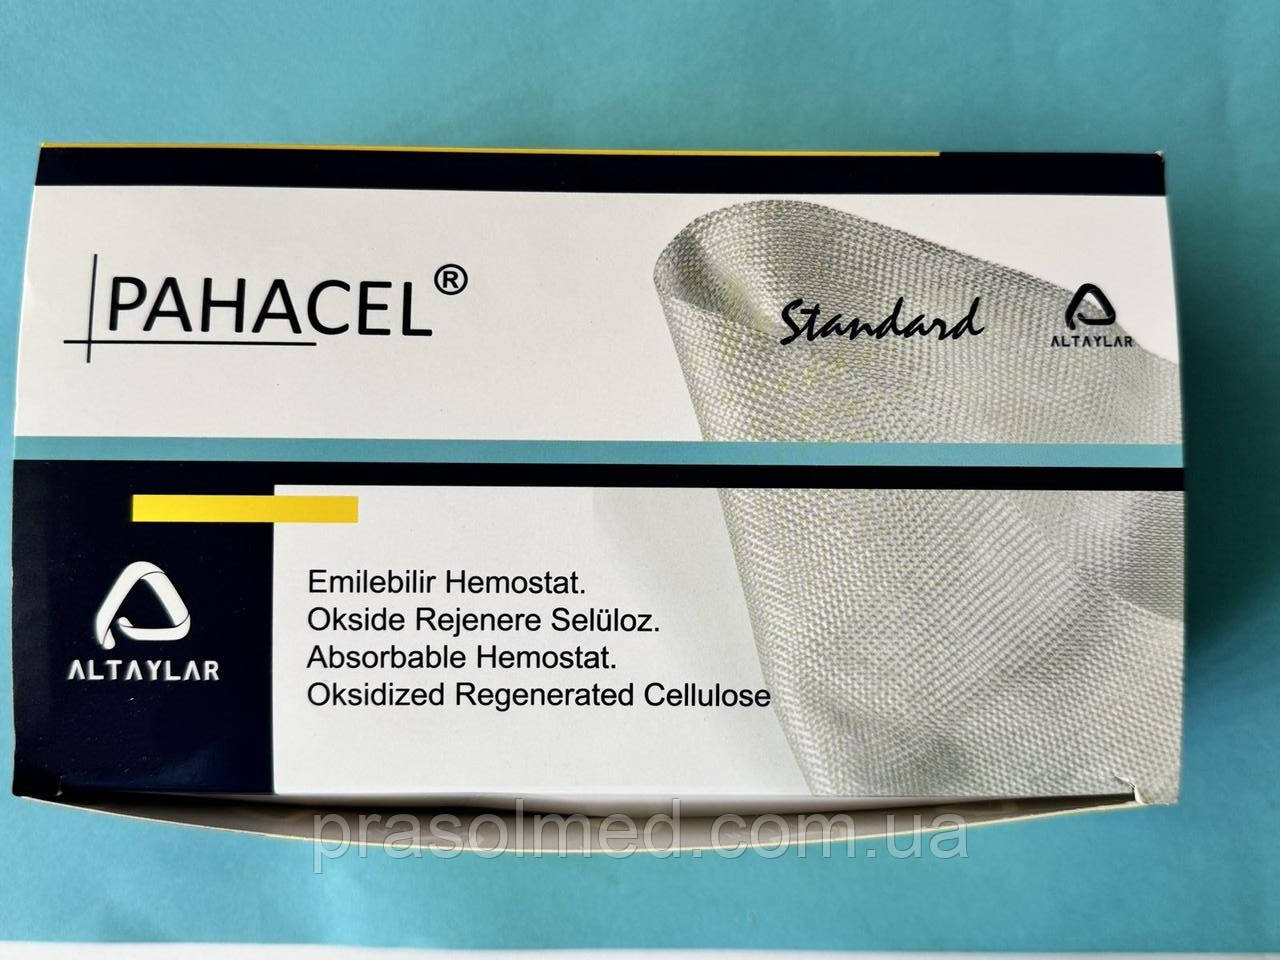 PAHACEL®
Standard
ALTAYLAR
ALTAYLAR
Emilebilir Hemostat.
Okside Rejenere Selüloz.
Absorbable Hemostat.
Oksidized Regenerated Cellulose
prasolmed.com.ua